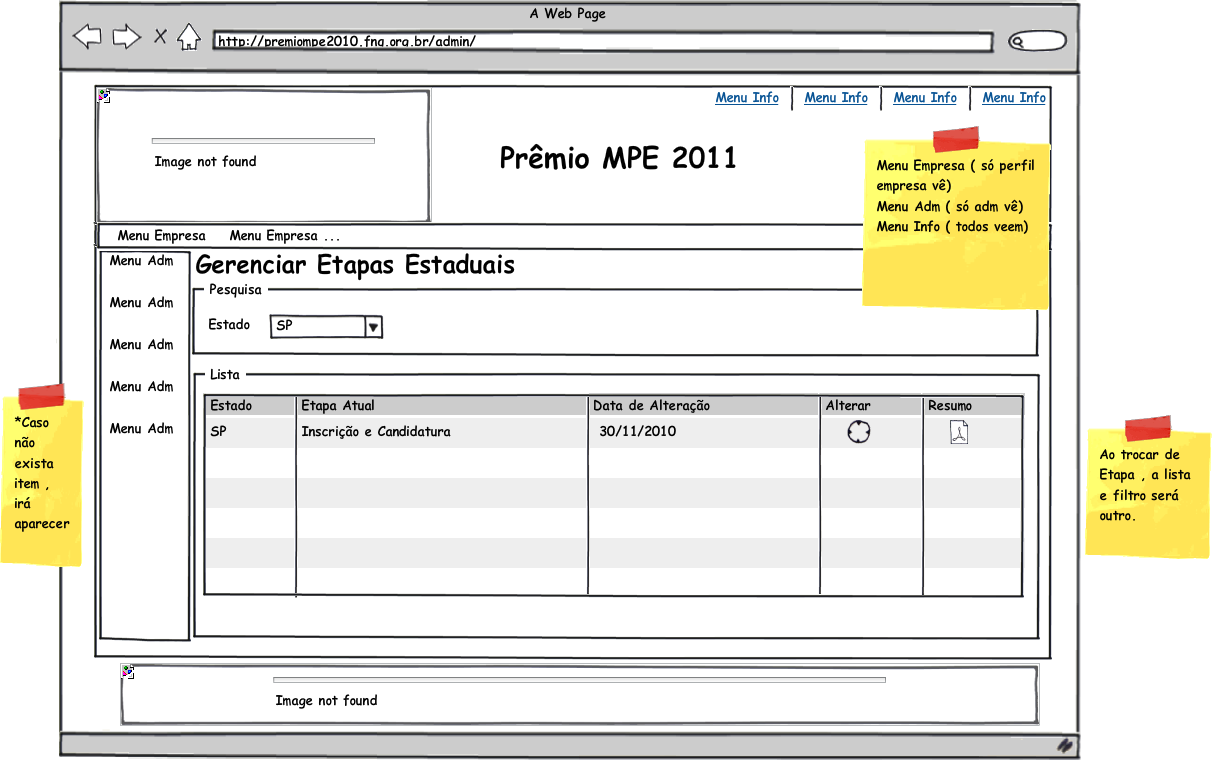 A Web Page
http://premiompe2010.fnq.org.br/admin/
Menu Info Menu Info Menu Info Menu Info
Image not found
Prêmio MPE 2011
Menu Empresa ( só perfil
empresa vê)
Menu Adm ( só adm vê)
Menu Info ( todos veem)
Menu Empresa Menu Empresa ...
Menu Adm
Menu Adm
Menu Adm
Menu Adm
Menu Adm
Gerenciar Etapas Estaduais
Pesquisa
Estado SP
Lista
Estado Etapa Atual Data de Alteração Alterar Resumo
SP Inscrição e Candidatura 30/11/2010
*Caso
não
exista
item ,
irá
aparecer
Ao trocar de
Etapa , a lista
e filtro será
outro.
Image not found